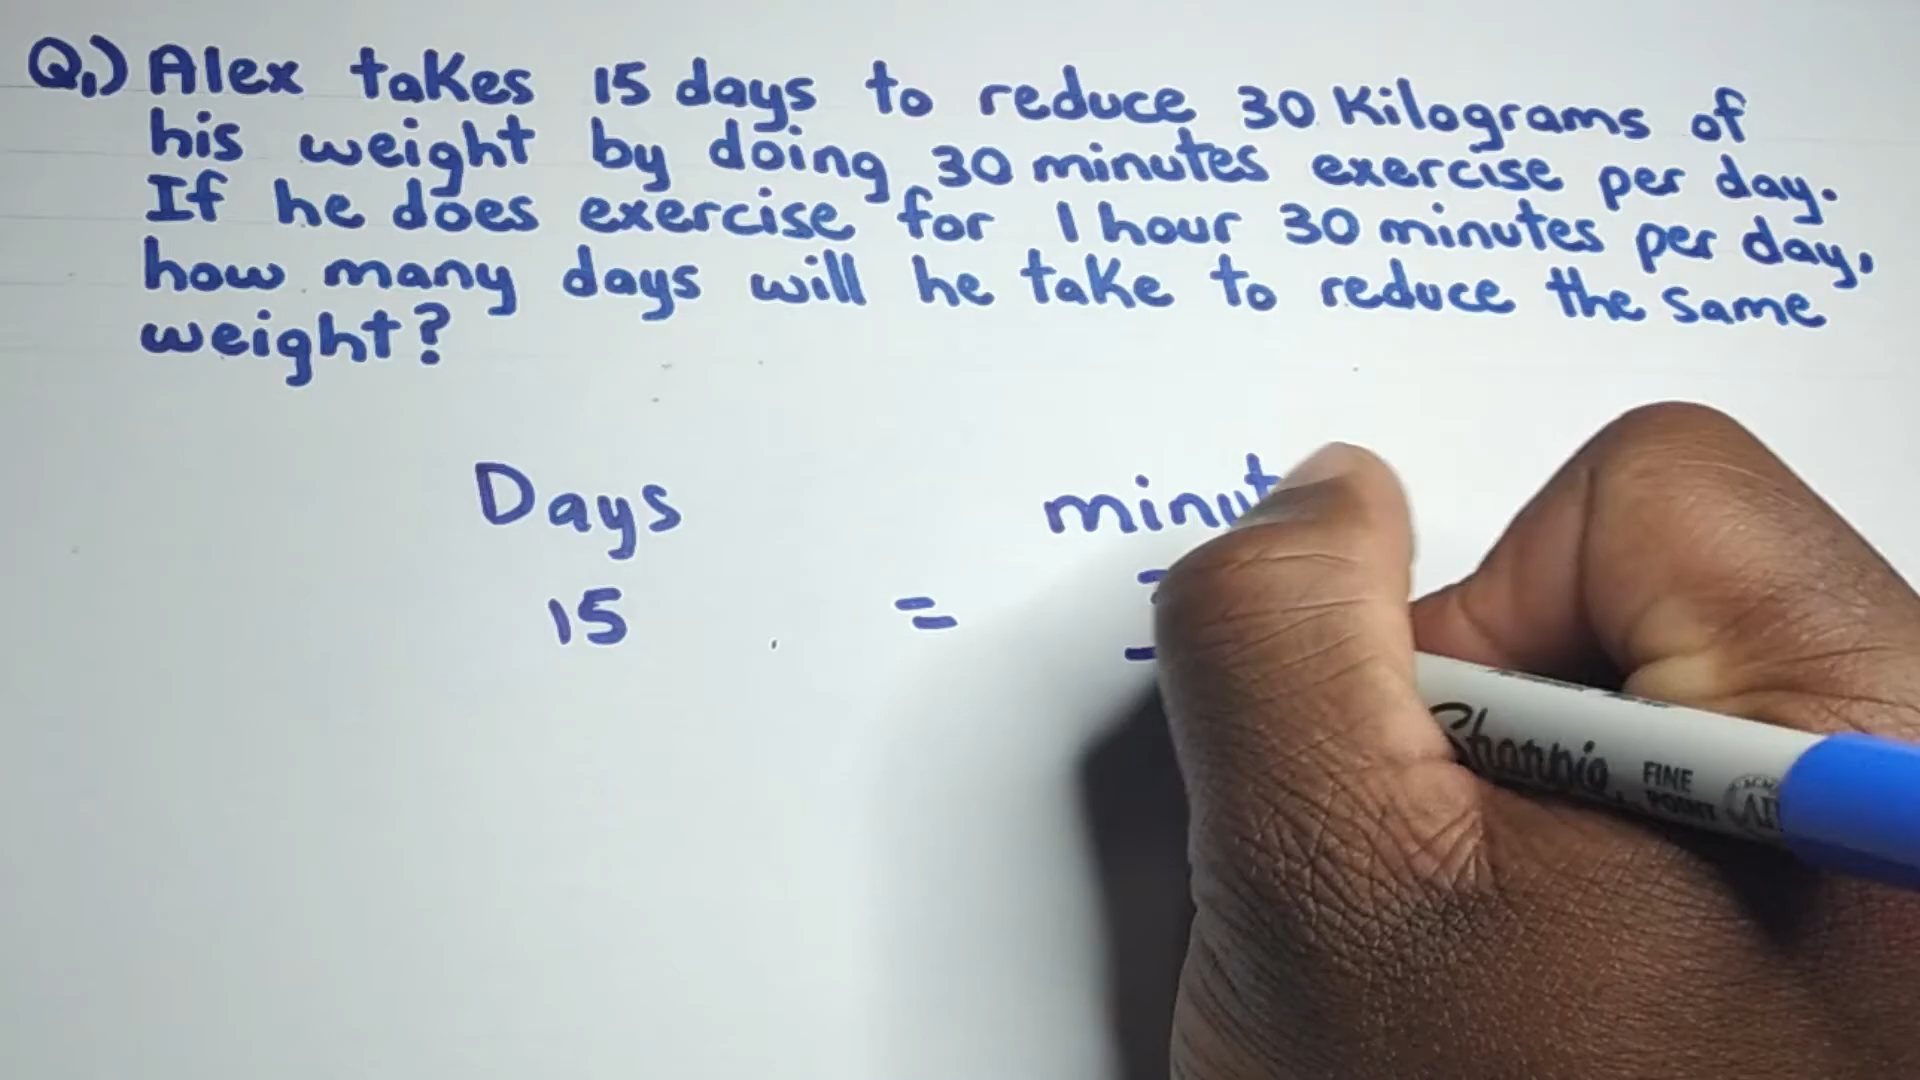 Q1) Alex takes 15 days to reduce 30 Kilograms of
his weight by doing 30 minutes exercise per day.
If he does exercise for 1 hour 30 minutes per day,
how many days will he take to reduce the same
weight?
Days
15 =
Sharpie
FINE
POINT